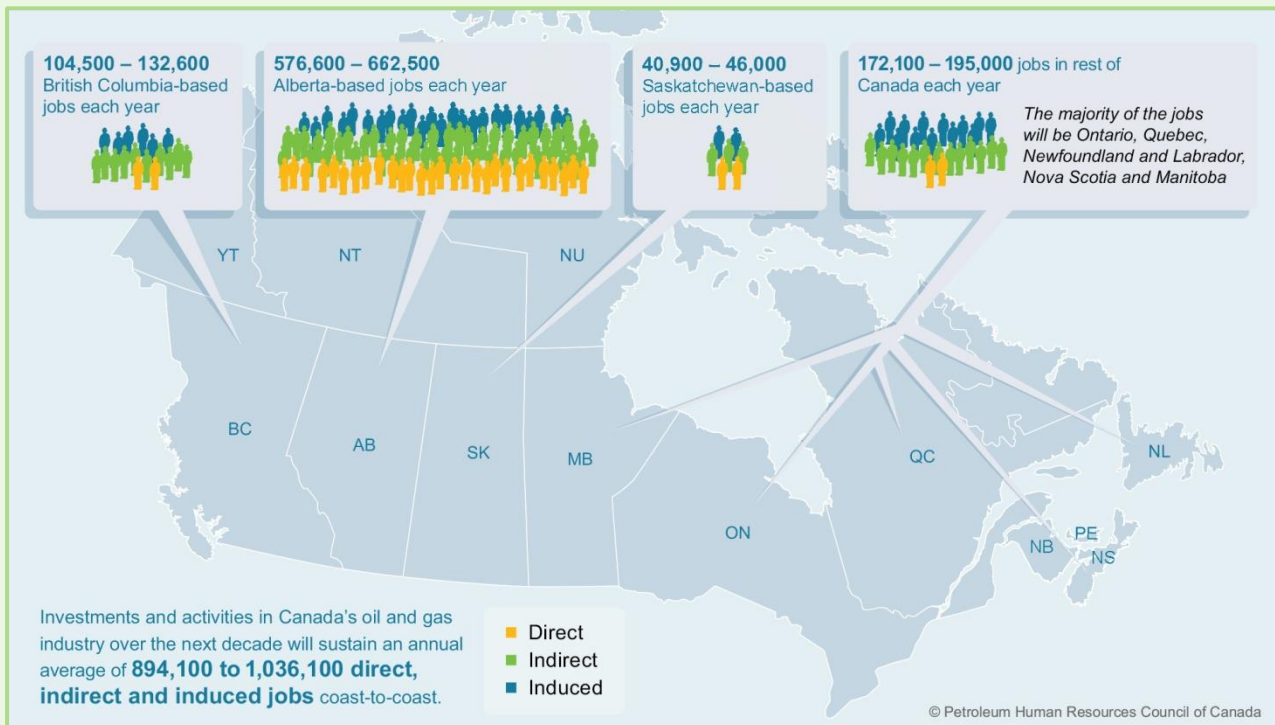 104,500 – 132,600
British Columbia-based
jobs each year
576,600 – 662,500
Alberta-based jobs each year
40,900 – 46,000
Saskatchewan-based
jobs each year
172,100 – 195,000 jobs in rest of
Canada each year
The majority of the jobs
will be Ontario, Quebec,
Newfoundland and Labrador,
Nova Scotia and Manitoba
YT
NT
NU
BC
AB
SK
MB
ON
QC
NL
PE
NB
NS
Investments and activities in Canada's oil and gas
industry over the next decade will sustain an annual
average of 894,100 to 1,036,100 direct,
indirect and induced jobs coast-to-coast.
Direct
Indirect
Induced
© Petroleum Human Resources Council of Canada